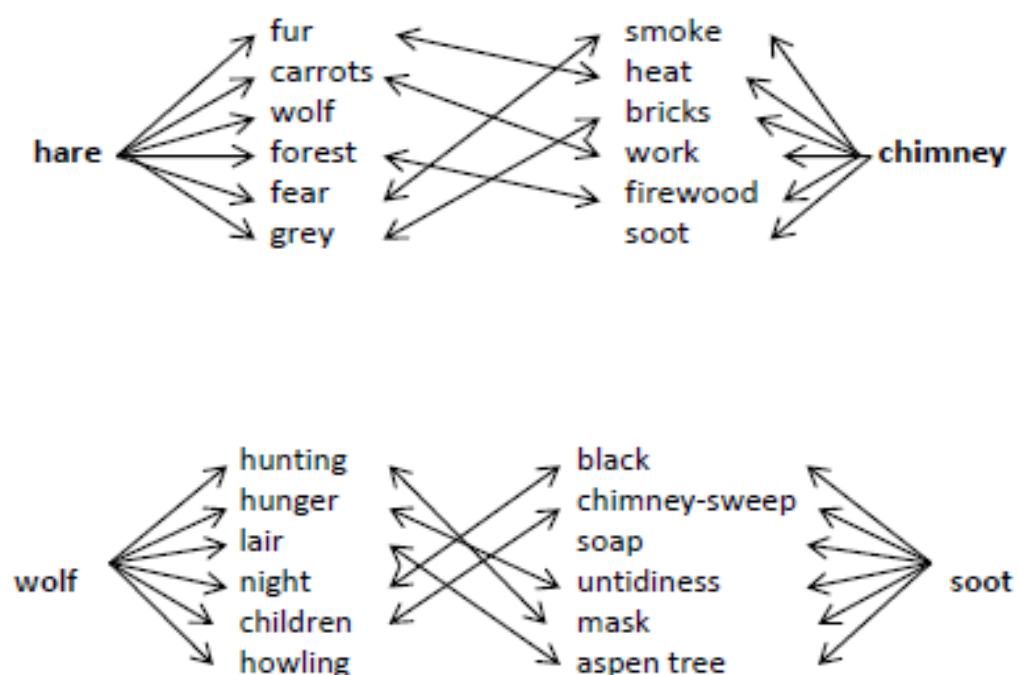 fur smoke
carrots heat
wolf bricks
hare forest work chimney
fear firewood
grey soot
hunting black
hunger chimney-sweep
lair soap
wolf night untidiness soot
children mask
howling aspen tree